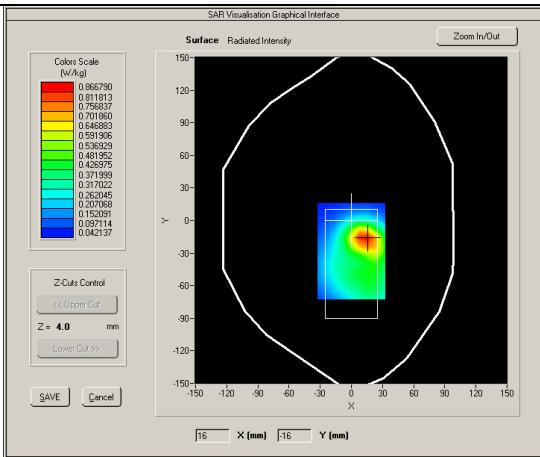 SAR Visualisation Graphical Interface
Surface Radiated Intensity
Zoom In/Out
Colors Scale
(W/kg)
0.866790
0.811813
0.756837
0.701860
0.646883
0.591906
0.536929
0.481952
0.426975
0.371999
0.317022
0.262045
0.207068
0.152091
0.097114
0.042137
Z-Cuts Control
<< Upper Cut
Z = 4.0 mm
Lower Cut >>
SAVE Cancel
150
120
90
60
30
0
-30
-60
-90
-120
-150
Y
-150 -120 -90 -60 -30 0 30 60 90 120 150
X
16 X (mm) -16 Y (mm)